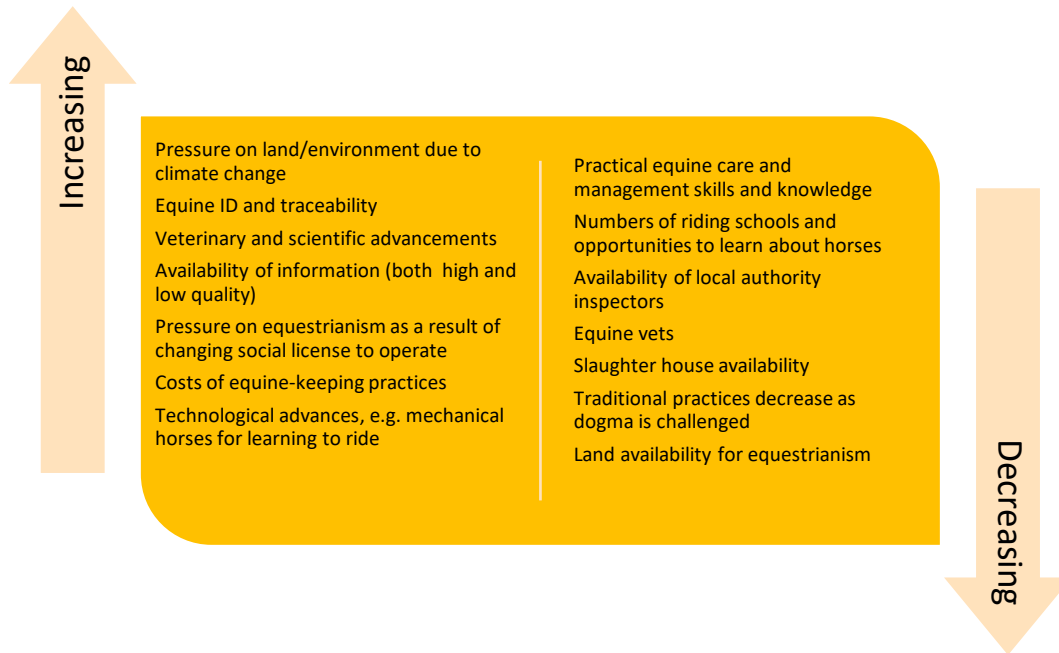 Increasing
Pressure on land/environment due to
climate change
Equine ID and traceability
Veterinary and scientific advancements
Availability of information (both high and
low quality)
Pressure on equestrianism as a result of
changing social license to operate
Costs of equine-keeping practices
Technological advances, e.g. mechanical
horses for learning to ride
Practical equine care and
management skills and knowledge
Numbers of riding schools and
opportunities to learn about horses
Availability of local authority
inspectors
Equine vets
Slaughter house availability
Traditional practices decrease as
dogma is challenged
Land availability for equestrianism
Decreasing